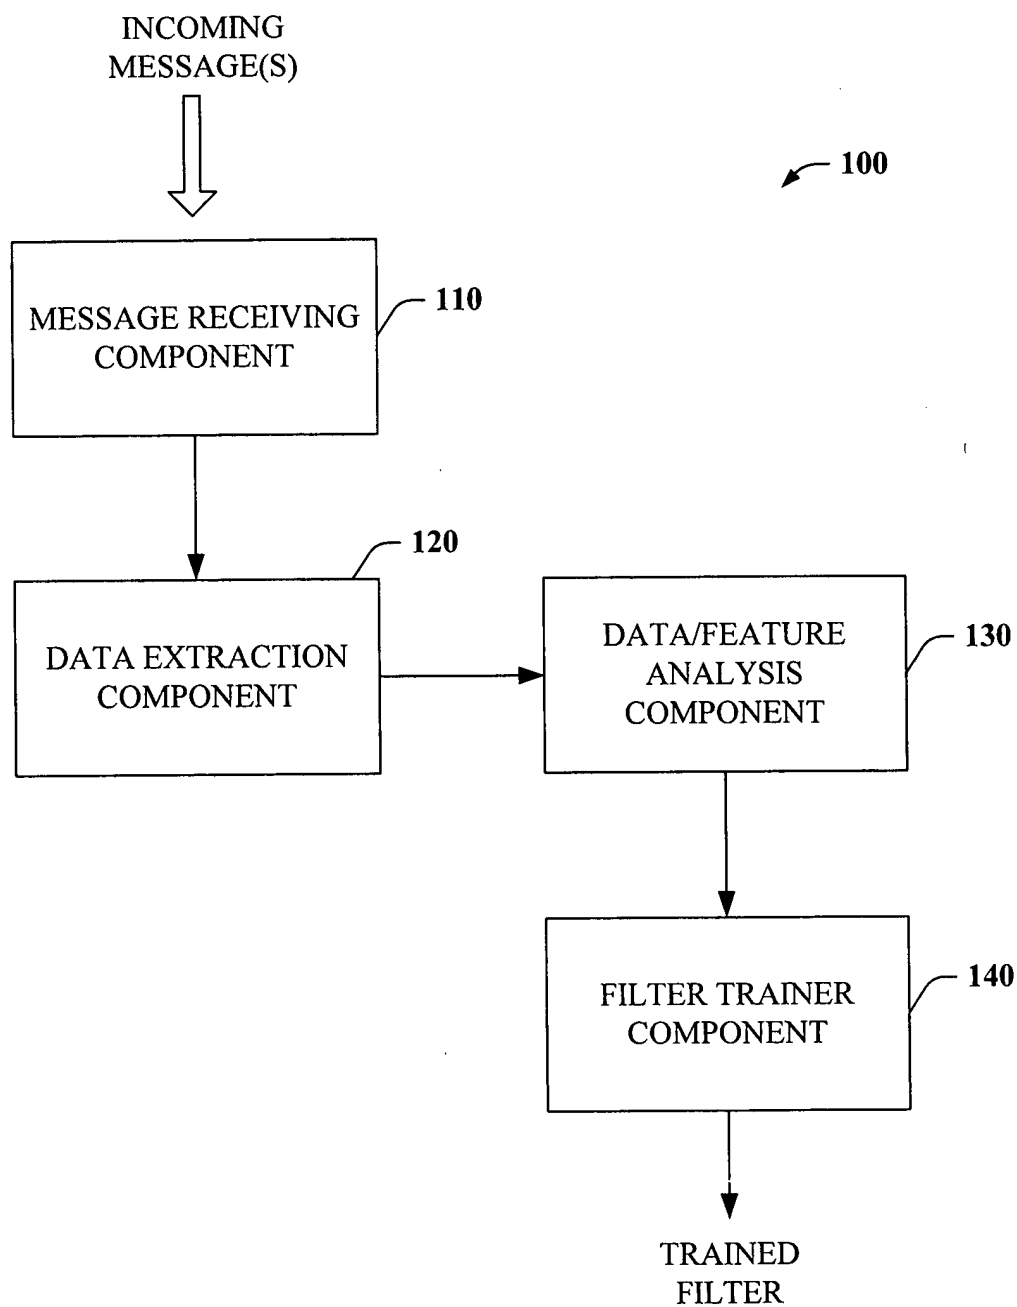 INCOMING
MESSAGE(S)
100
MESSAGE RECEIVING
COMPONENT
110
120
DATA EXTRACTION
COMPONENT
DATA/FEATURE
ANALYSIS
COMPONENT
130
FILTER TRAINER
COMPONENT
140
TRAINED
FILTER